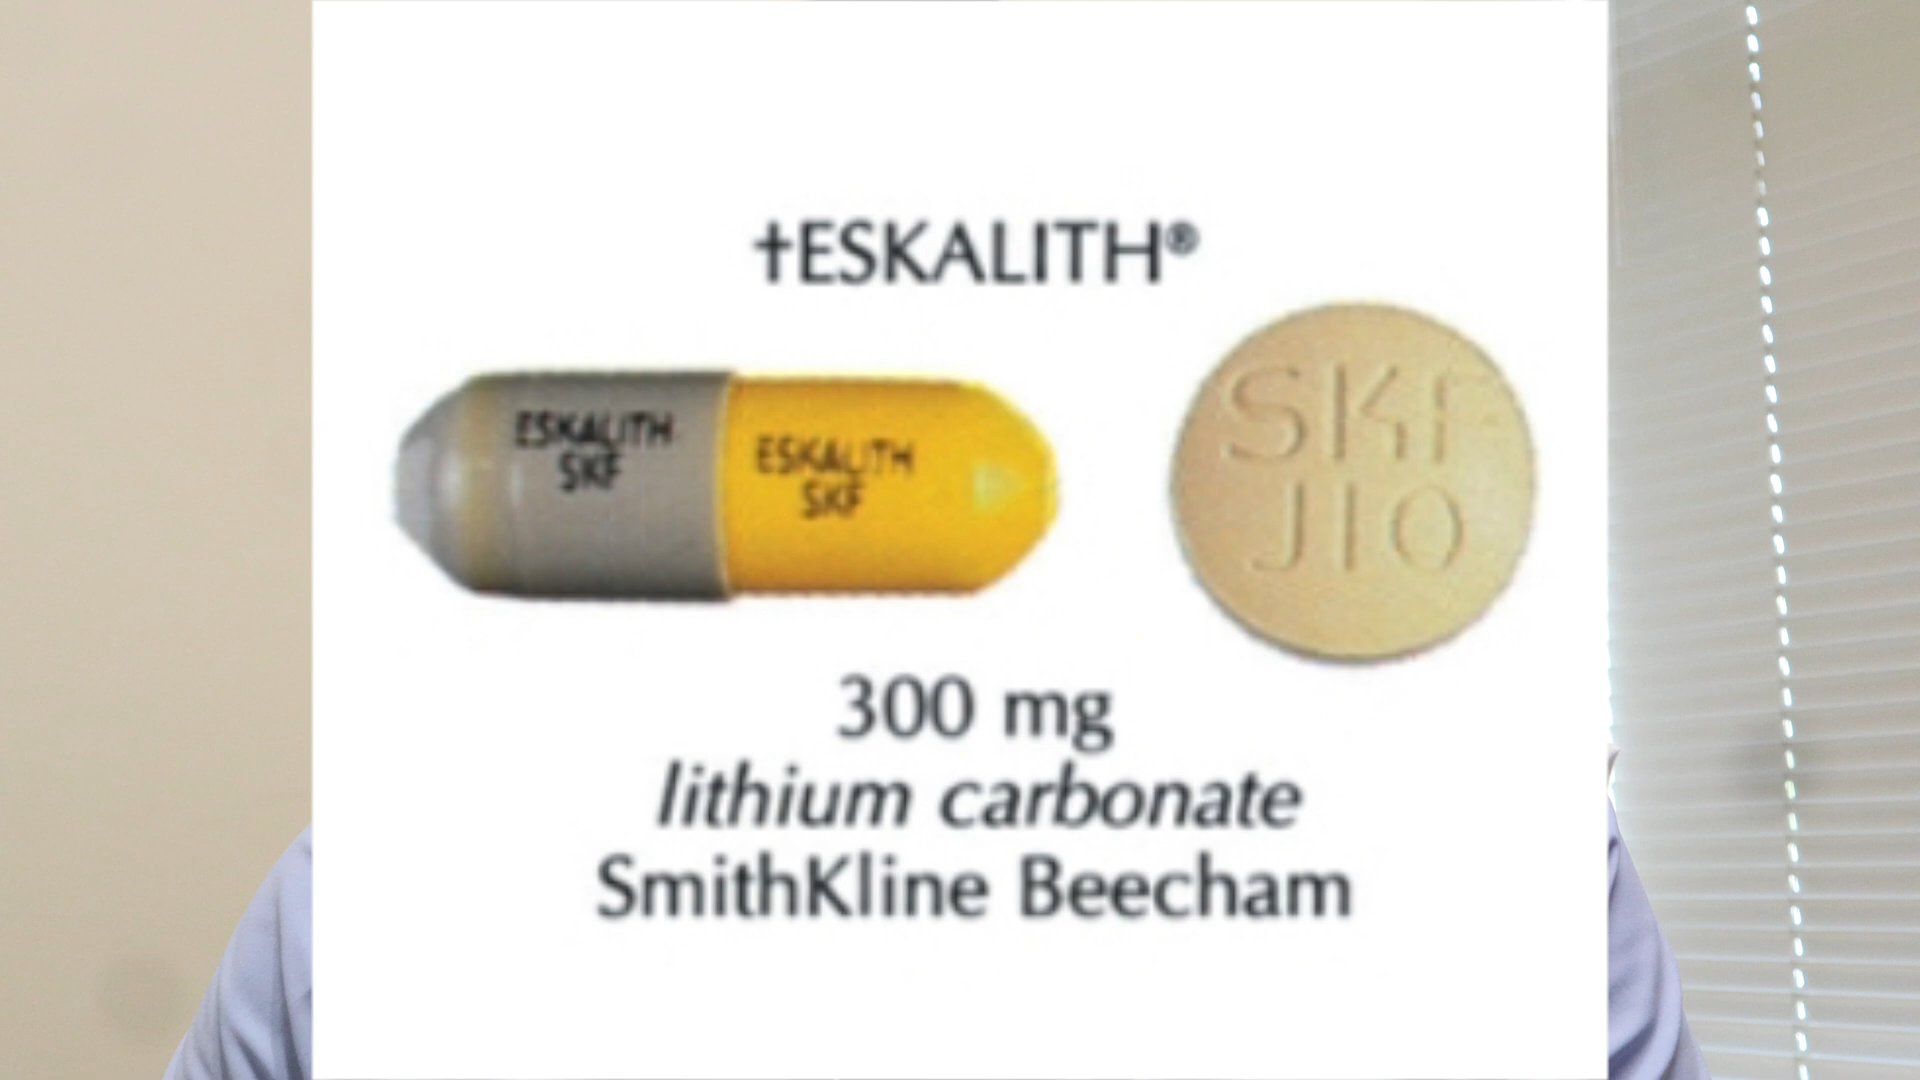 †ESKALITH®
ESKALITH
SKF
ESKALITH
SKF
SKF
J10
300 mg
lithium carbonate
SmithKline Beecham